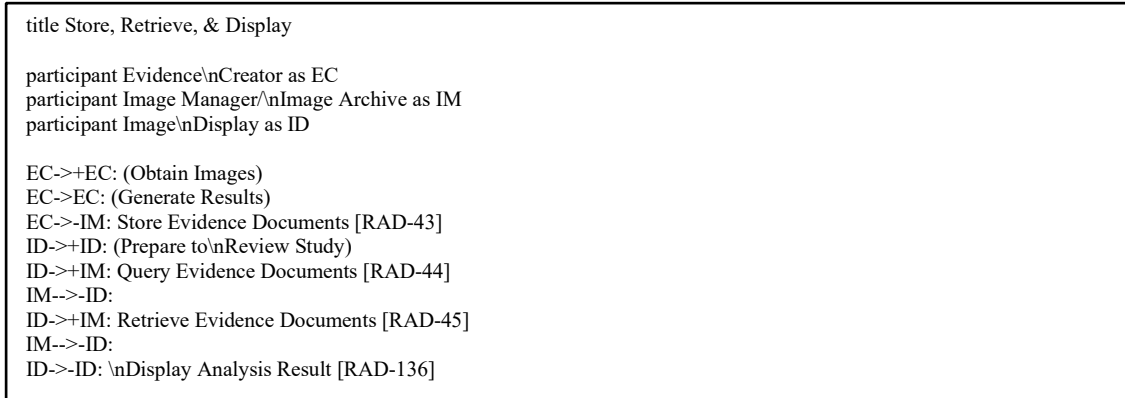 title Store, Retrieve, & Display
participant Evidence\nCreator as EC
participant Image Manager/\nImage Archive as IM
participant Image\nDisplay as ID
EC->+EC: (Obtain Images)
EC->EC: (Generate Results)
EC->-IM: Store Evidence Documents [RAD-43]
ID->+ID: (Prepare to\nReview Study)
ID->+IM: Query Evidence Documents [RAD-44]
IM-->-ID:
ID->+IM: Retrieve Evidence Documents [RAD-45]
IM-->-ID:
ID->-ID: \nDisplay Analysis Result [RAD-136]